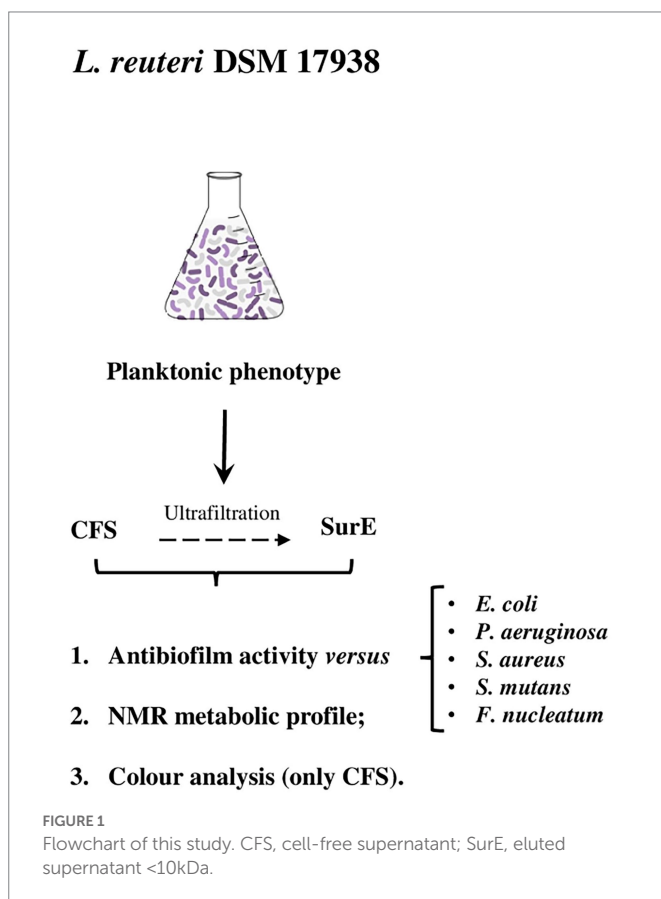 L. reuteri DSM 17938
Planktonic phenotype
Ultrafiltration
CFS
SurE
1. Antibiofilm activity versus
• E. coli
• P. aeruginosa
• S. aureus
• S. mutans
• F. nucleatum
2. NMR metabolic profile;
3. Colour analysis (only CFS).
FIGURE 1
Flowchart of this study. CFS, cell-free supernatant; SurE, eluted
supernatant <10kDa.